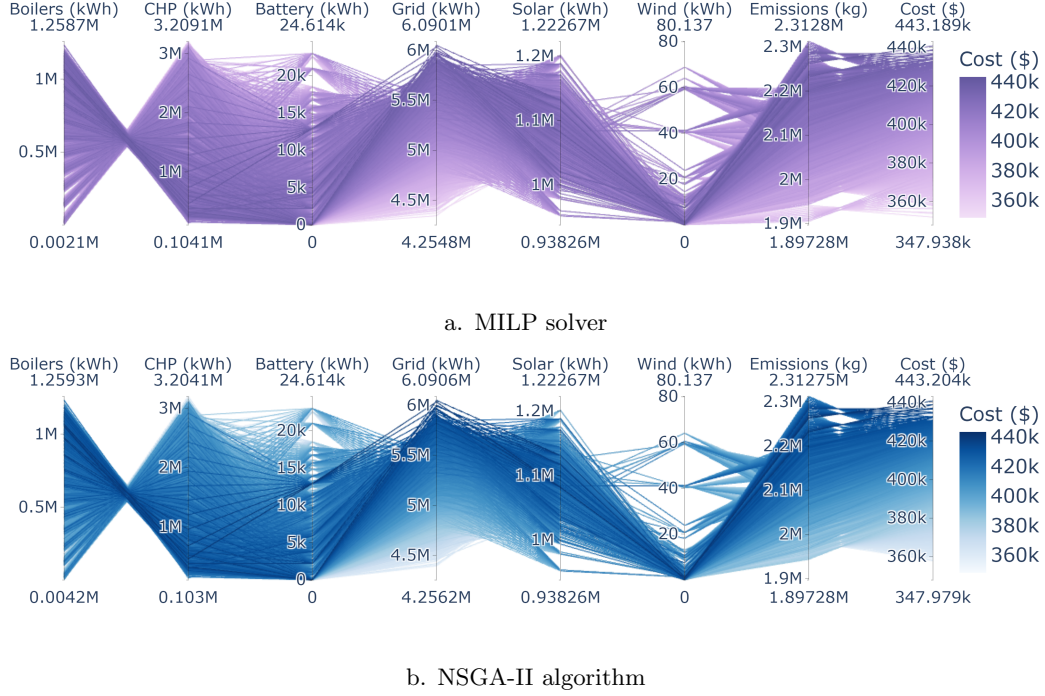 Boilers (kWh) CHP (kWh) Battery (kWh) Grid (kWh) Solar (kWh) Wind (kWh) Emissions (kg) Cost ($)
1.2587M 3.2091M 24.614k 6.0901M 1.22267M 80.137 2.3128M 443.189k
1M 0.5M
3M 2M 1M
20k 15k 10k 5k 0
6M 5.5M 5M 4.5M
1.2M 1.1M 1M
80 60 40 20
2.3M 2.2M 2.1M 2M 1.9M
440k 420k 400k 380k 360k
Cost ($)
440k
420k
400k
380k
360k
0.0021M 0.1041M 0 4.2548M 0.93826M 0 1.89728M 347.938k
a. MILP solver
Boilers (kWh) CHP (kWh) Battery (kWh) Grid (kWh) Solar (kWh) Wind (kWh) Emissions (kg) Cost ($)
1.2593M 3.2041M 24.614k 6.0906M 1.22267M 80.137 2.31275M 443.204k
1M 0.5M
3M 2M 1M
20k 15k 10k 5k 0
6M 5.5M 5M 4.5M
1.2M 1.1M 1M
80 60 40 20
2.3M 2.2M 2.1M 2M 1.9M
440k 420k 400k 380k 360k
Cost ($)
440k
420k
400k
380k
360k
0.0042M 0.103M 0 4.2562M 0.93826M 0 1.89728M 347.979k
b. NSGA-II algorithm